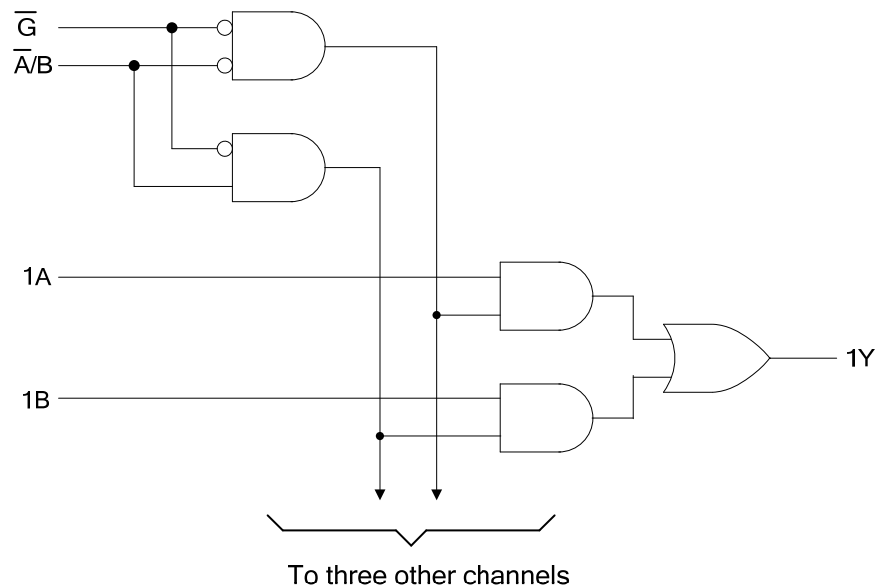 G̅
A̅/B
1A
1B
1Y
To three other channels